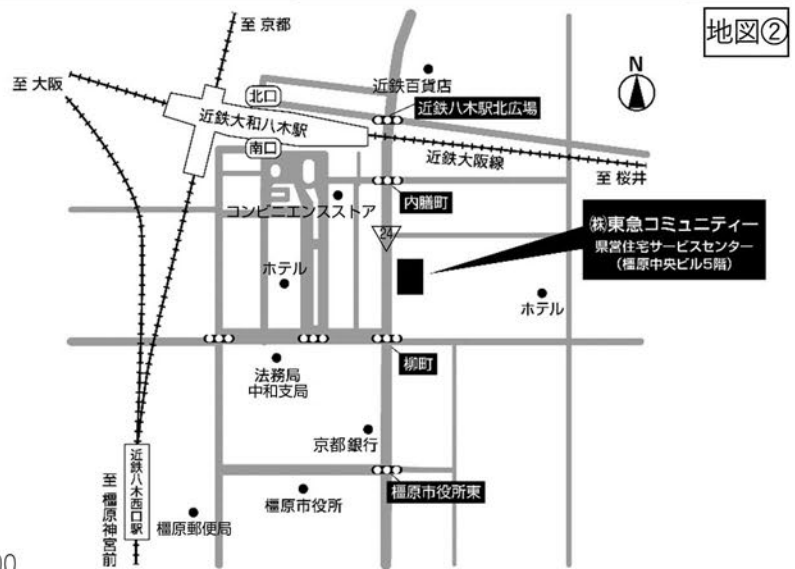 地図②
至 京都
至 大阪
近鉄百貨店
N
北口
近鉄八木駅北広場
近鉄大和八木駅
南口
近鉄大阪線
至 桜井
コンビニエンスストア
内膳町
㈱東急コミュニティー
県営住宅サービスセンター
(橿原中央ビル5階)
24
ホテル
ホテル
柳町
法務局
中和支局
京都銀行
近鉄八木西口駅
至 橿原神宮前
橿原市役所
橿原市役所東
橿原郵便局